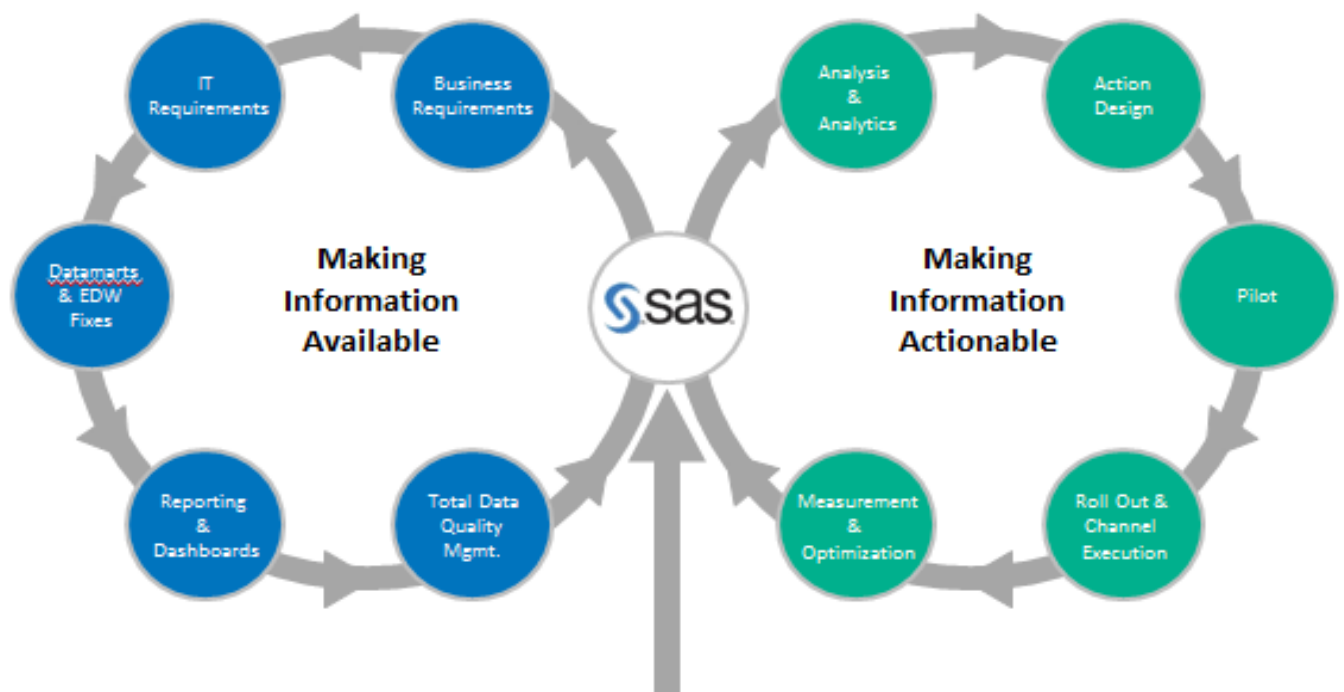 IT
Requirements
Business
Requirements
Analysis
&
Analytics
Action
Design
Datamarts
& EDW
Fixes
Making
Information
Available
sas
Making
Information
Actionable
Pilot
Reporting
&
Dashboards
Total Data
Quality
Mgmt.
Measurement
&
Optimization
Roll Out &
Channel
Execution